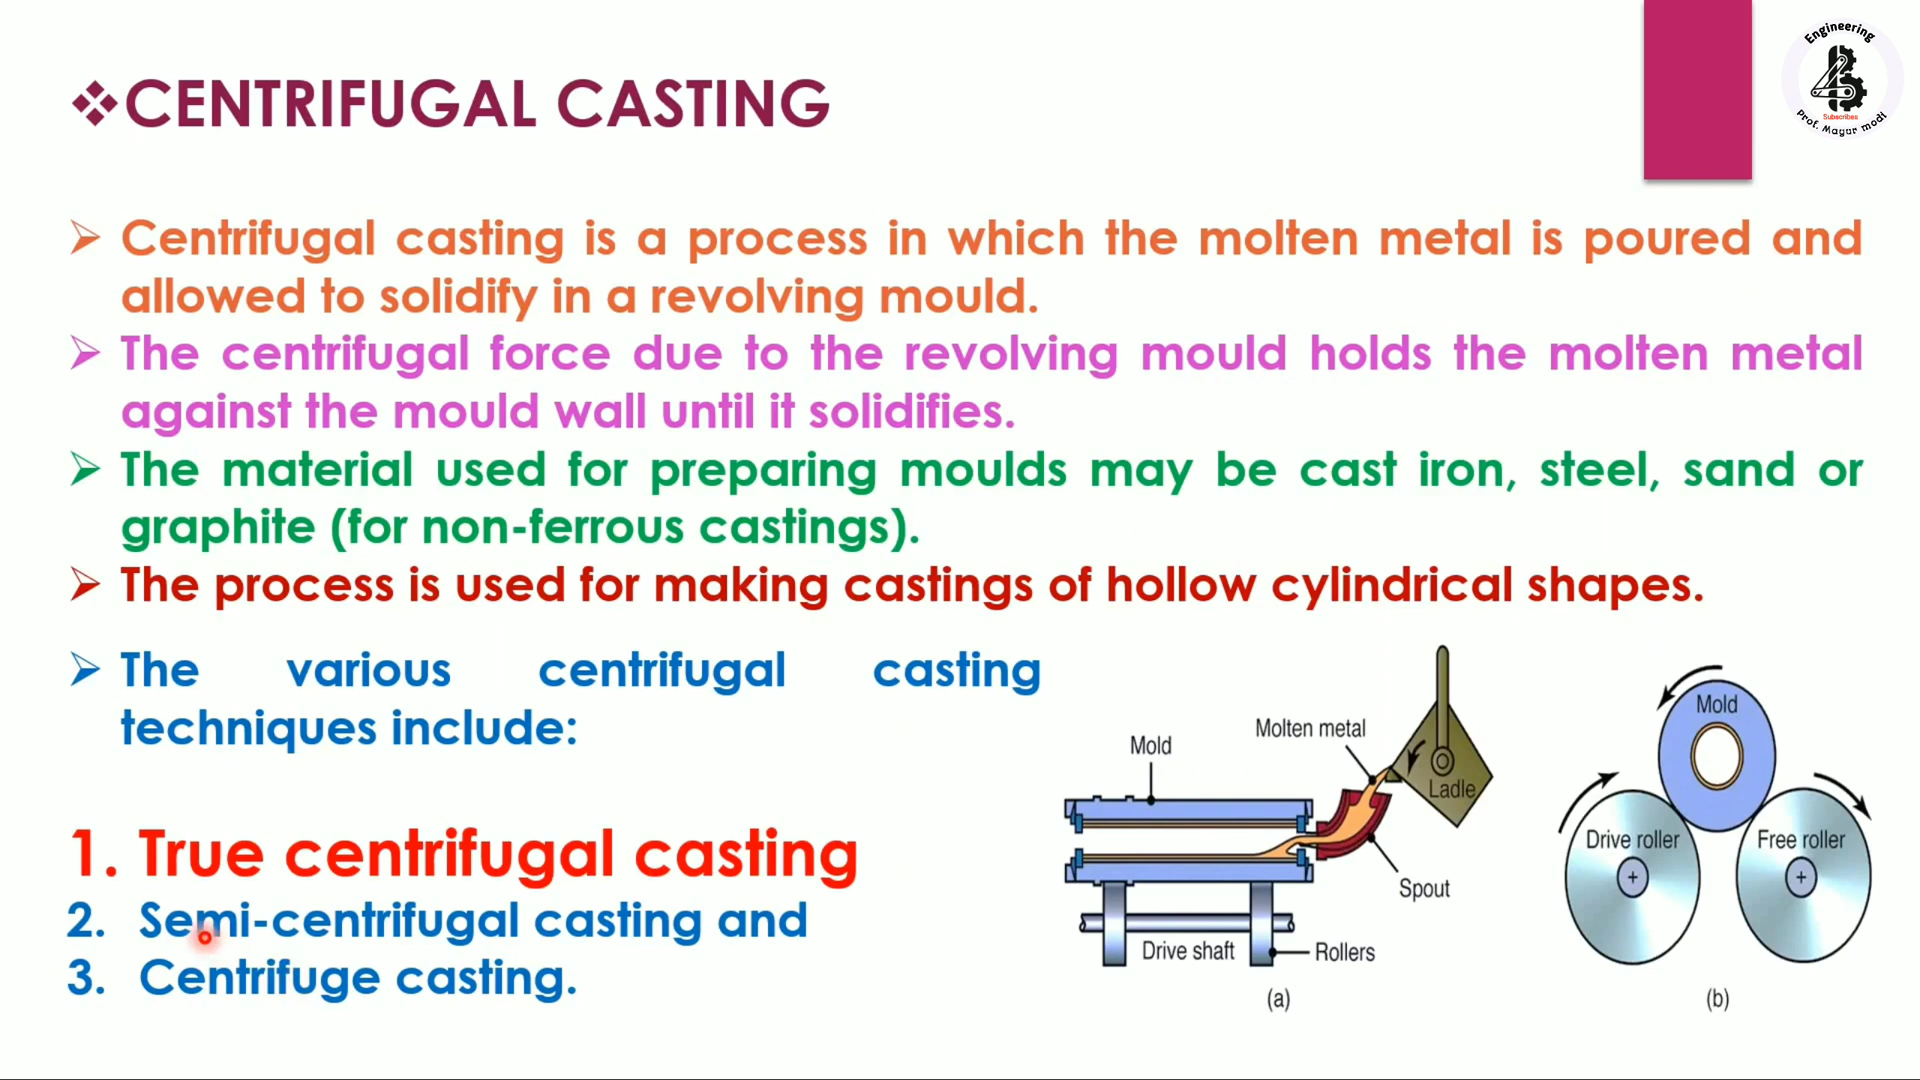 ❖CENTRIFUGAL CASTING
Engineering
Subscribes
Prof. Mayur modi
➢ Centrifugal casting is a process in which the molten metal is poured and
allowed to solidify in a revolving mould.
➢ The centrifugal force due to the revolving mould holds the molten metal
against the mould wall until it solidifies.
➢ The material used for preparing moulds may be cast iron, steel, sand or
graphite (for non-ferrous castings).
➢ The process is used for making castings of hollow cylindrical shapes.
➢ The various centrifugal casting
techniques include:
1. True centrifugal casting
2. Semi-centrifugal casting and
3. Centrifuge casting.
Mold
Molten metal
Ladle
Spout
Drive shaft
Rollers
(a)
Mold
Drive roller
Free roller
(b)